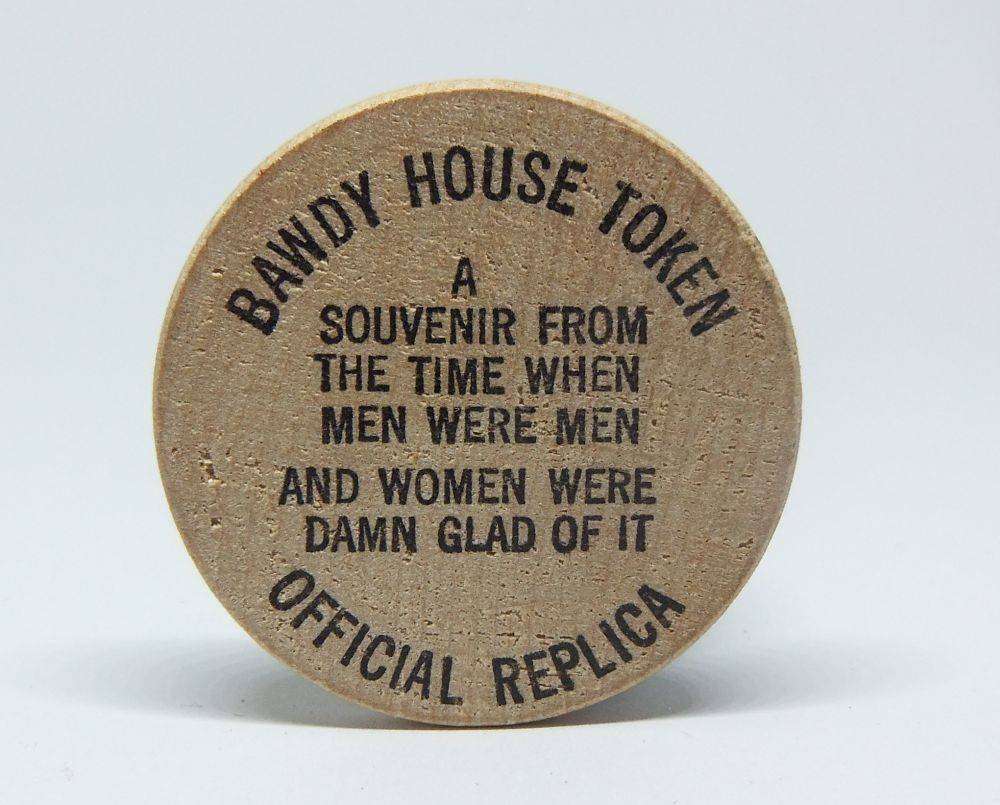 BAWDY HOUSE TOKEN
A
SOUVENIR FROM
THE TIME WHEN
MEN WERE MEN
AND WOMEN WERE
DAMN GLAD OF IT
OFFICIAL REPLICA